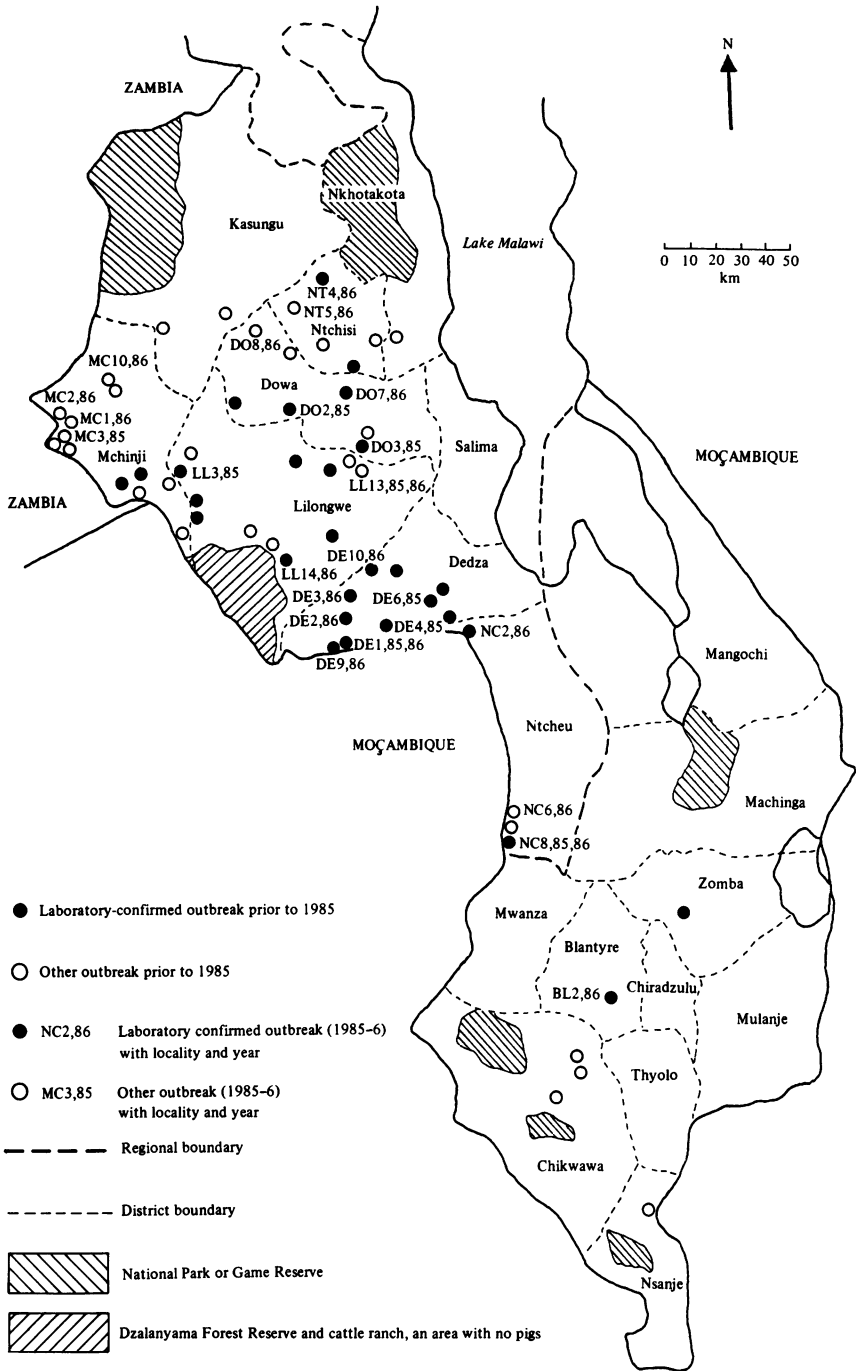 N
ZAMBIA
Nkhotakota
Kasungu
Lake Malawi
0 10 20 30 40 50
km
NT4,86
NT5,86
Ntchisi
DO8,86
MC10,86
Dowa
DO7,86
MC2,86
DO2,85
MC1,86
MC3,85
DO3,85
Salima
Mchinji
MOÇAMBIQUE
LL3,85
LL13,85,86
ZAMBIA
Lilongwe
DE10,86
Dedza
LL14,86
DE3,86
DE6,85
DE2,86
DE4,85
NC2,86
DE1,85,86
DE9,86
Mangochi
Ntcheu
MOÇAMBIQUE
Machinga
NC6,86
NC8,85,86
Zomba
Mwanza
Blantyre
Chiradzulu
BL2,86
Mulanje
Thyolo
Chikwawa
Nsanje
Laboratory-confirmed outbreak prior to 1985
Other outbreak prior to 1985
NC2,86 Laboratory confirmed outbreak (1985-6)
with locality and year
MC3,85 Other outbreak (1985-6)
with locality and year
Regional boundary
District boundary
National Park or Game Reserve
Dzalanyama Forest Reserve and cattle ranch, an area with no pigs